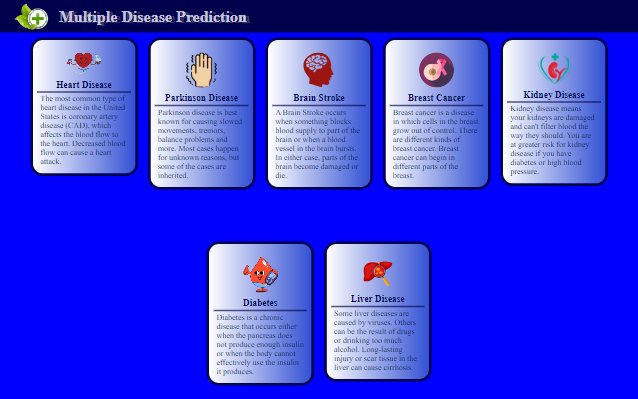 Multiple Disease Prediction
Heart Disease
The most common type of
heart disease in the United
States is coronary artery
disease (CAD), which
affects the blood flow to
the heart. Decreased blood
flow can cause a heart
attack.
Parkinson Disease
Parkinson disease is best
known for causing slowed
movements, tremors,
balance problems and
more. Most cases happen
for unknown reasons, but
some of the cases are
inherited.
Brain Stroke
A Brain Stroke occurs
when something blocks
blood supply to part of the
brain or when a blood
vessel in the brain bursts.
In either case, parts of the
brain become damaged or
die.
Breast Cancer
Breast cancer is a disease
in which cells in the breast
grow out of control. There
are different kinds of
breast cancer. Breast
cancer can begin in
different parts of the
breast.
Kidney Disease
Kidney disease means
your kidneys are damaged
and can't filter blood the
way they should. You are
at greater risk for kidney
disease if you have
diabetes or high blood
pressure.
Diabetes
Diabetes is a chronic
disease that occurs either
when the pancreas does
not produce enough insulin
or when the body cannot
effectively use the insulin
it produces.
Liver Disease
Some liver diseases are
caused by viruses. Others
can be the result of drugs
or drinking too much
alcohol. Long-lasting
injury or scar tissue in the
liver can cause cirrhosis.